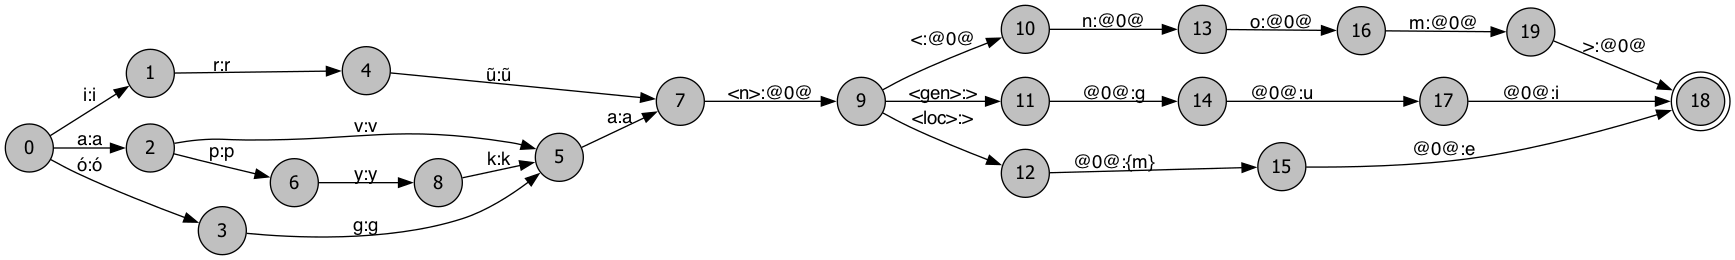 0
i:i
1
r:r
4
ũ:ũ
7
a:a
2
v:v
5
a:a
p:p
6
y:y
8
k:k
ó:ó
3
g:g
<n>:@0@
9
<:@0@
10
n:@0@
13
o:@0@
16
m:@0@
19
>:@0@
<gen>:>
11
@0@:g
14
@0@:u
17
@0@:i
18
<loc>:>
12
@0@:{m}
15
@0@:e